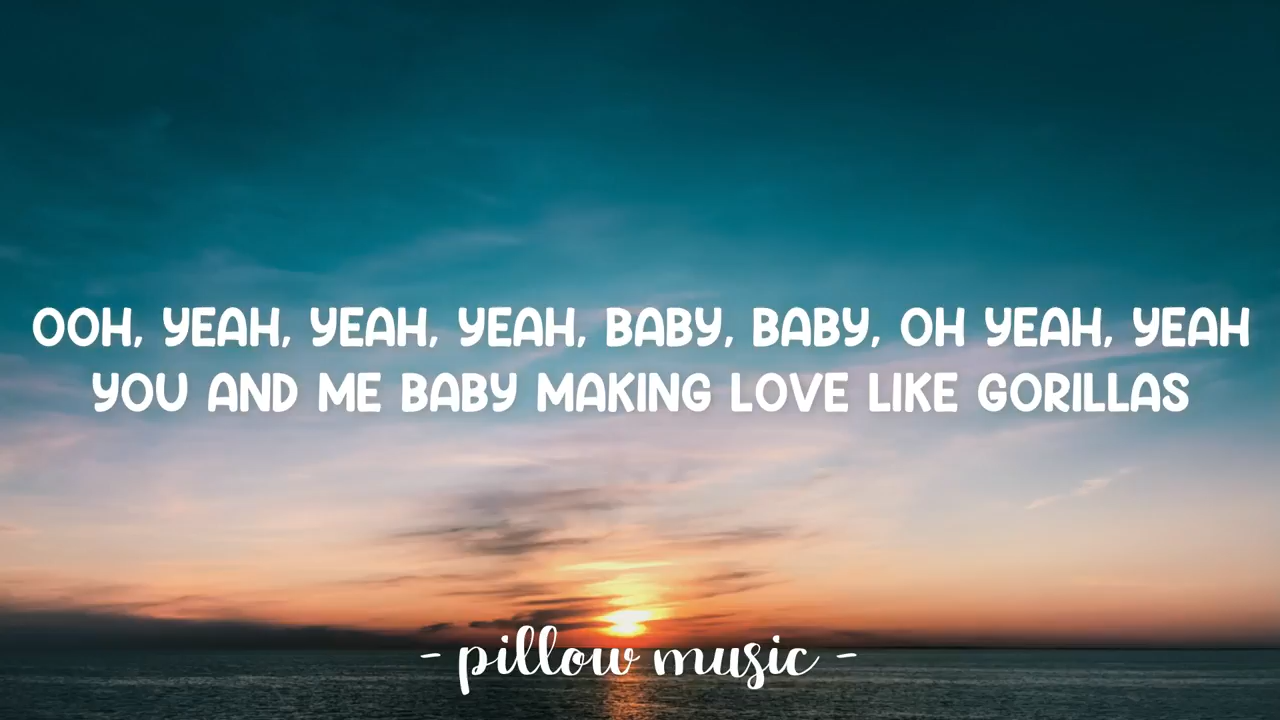 OOH, YEAH, YEAH, YEAH, BABY, BABY, OH YEAH, YEAH
YOU AND ME BABY MAKING LOVE LIKE GORILLAS
- pillow music -